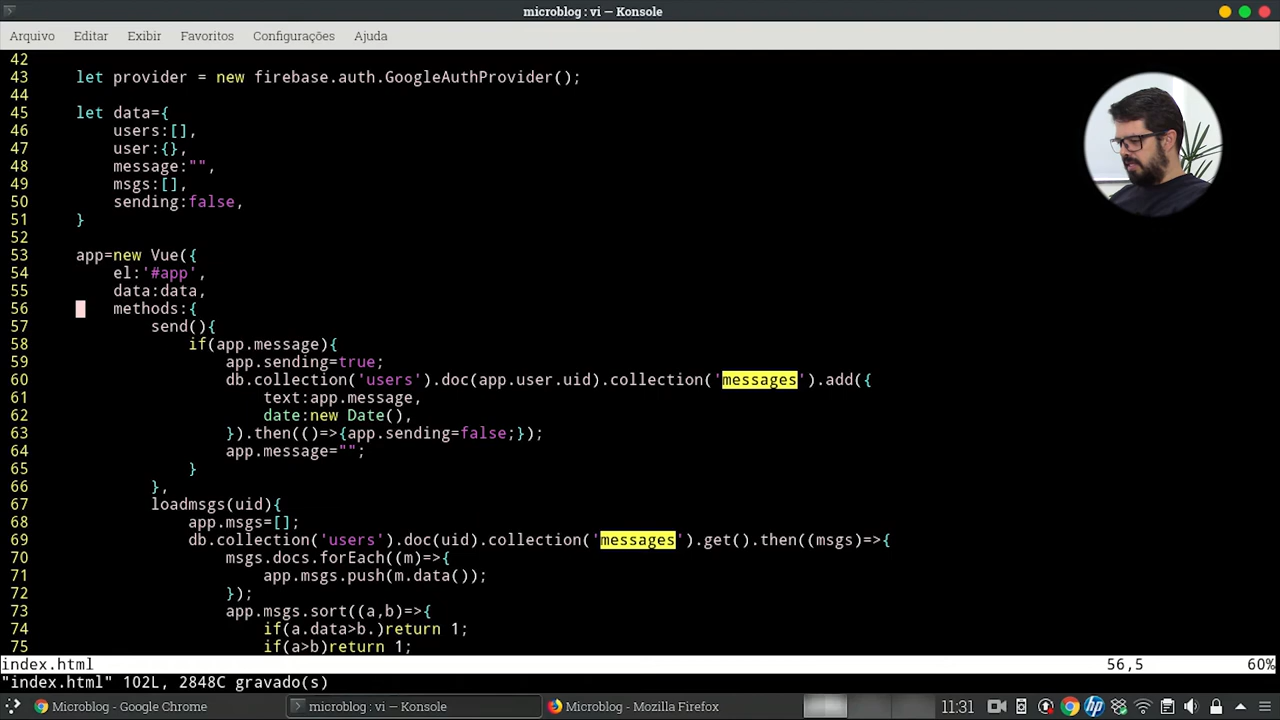 microblog : vi — Konsole
Arquivo Editar Exibir Favoritos Configurações Ajuda
42
43 let provider = new firebase.auth.GoogleAuthProvider();
44
45 let data={
46 users:[],
47 user:{},
48 message:"",
49 msgs:[],
50 sending:false,
51 }
52
53 app=new Vue({
54 el:'#app',
55 data:data,
56 methods:{
57 send(){
58 if(app.message){
59 app.sending=true;
60 db.collection('users').doc(app.user.uid).collection('messages').add({
61 text:app.message,
62 date:new Date(),
63 }).then(()=>{app.sending=false;});
64 app.message="";
65 }
66 },
67 loadmsgs(uid){
68 app.msgs=[];
69 db.collection('users').doc(uid).collection('messages').get().then((msgs)=>{
70 msgs.docs.forEach((m)=>{
71 app.msgs.push(m.data());
72 });
73 app.msgs.sort((a,b)=>{
74 if(a.data>b.)return 1;
75 if(a>b)return 1;
index.html 56,5 60%
"index.html" 102L, 2848C gravado(s)
Microblog - Google Chrome microblog : vi — Konsole Microblog - Mozilla Firefox 11:31